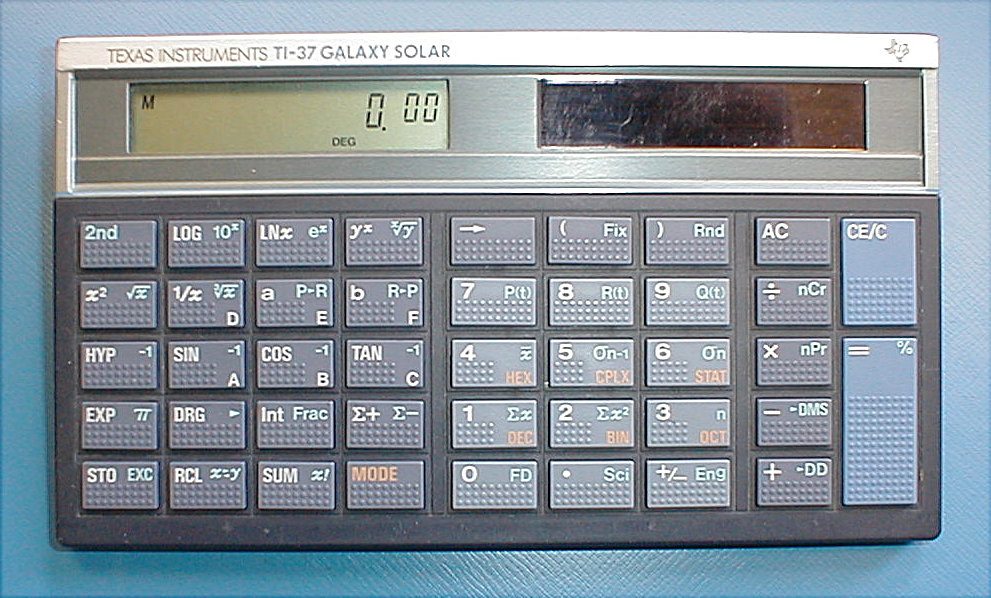 TEXAS INSTRUMENTS TI-37 GALAXY SOLAR
M 0.00
DEG
2nd LOG 10ˣ LNx eˣ yˣ ˣ√y → ( Fix ) Rnd AC CE/C
x² √x 1/x ³√x a P▸R b R▸P 7 P(t) 8 R(t) 9 Q(t) ÷ nCr
D E F
HYP -1 SIN -1 COS -1 TAN -1 4 x̄ 5 σn-1 6 σn × nPr = %
A B C HEX CPLX STAT
EXP π DRG ► Int Frac Σ+ Σ− 1 Σx 2 Σx² 3 n − ▸DMS
DEC BIN OCT
STO EXC RCL x↔y SUM x! MODE 0 FD • Sci +/− Eng + ▸DD